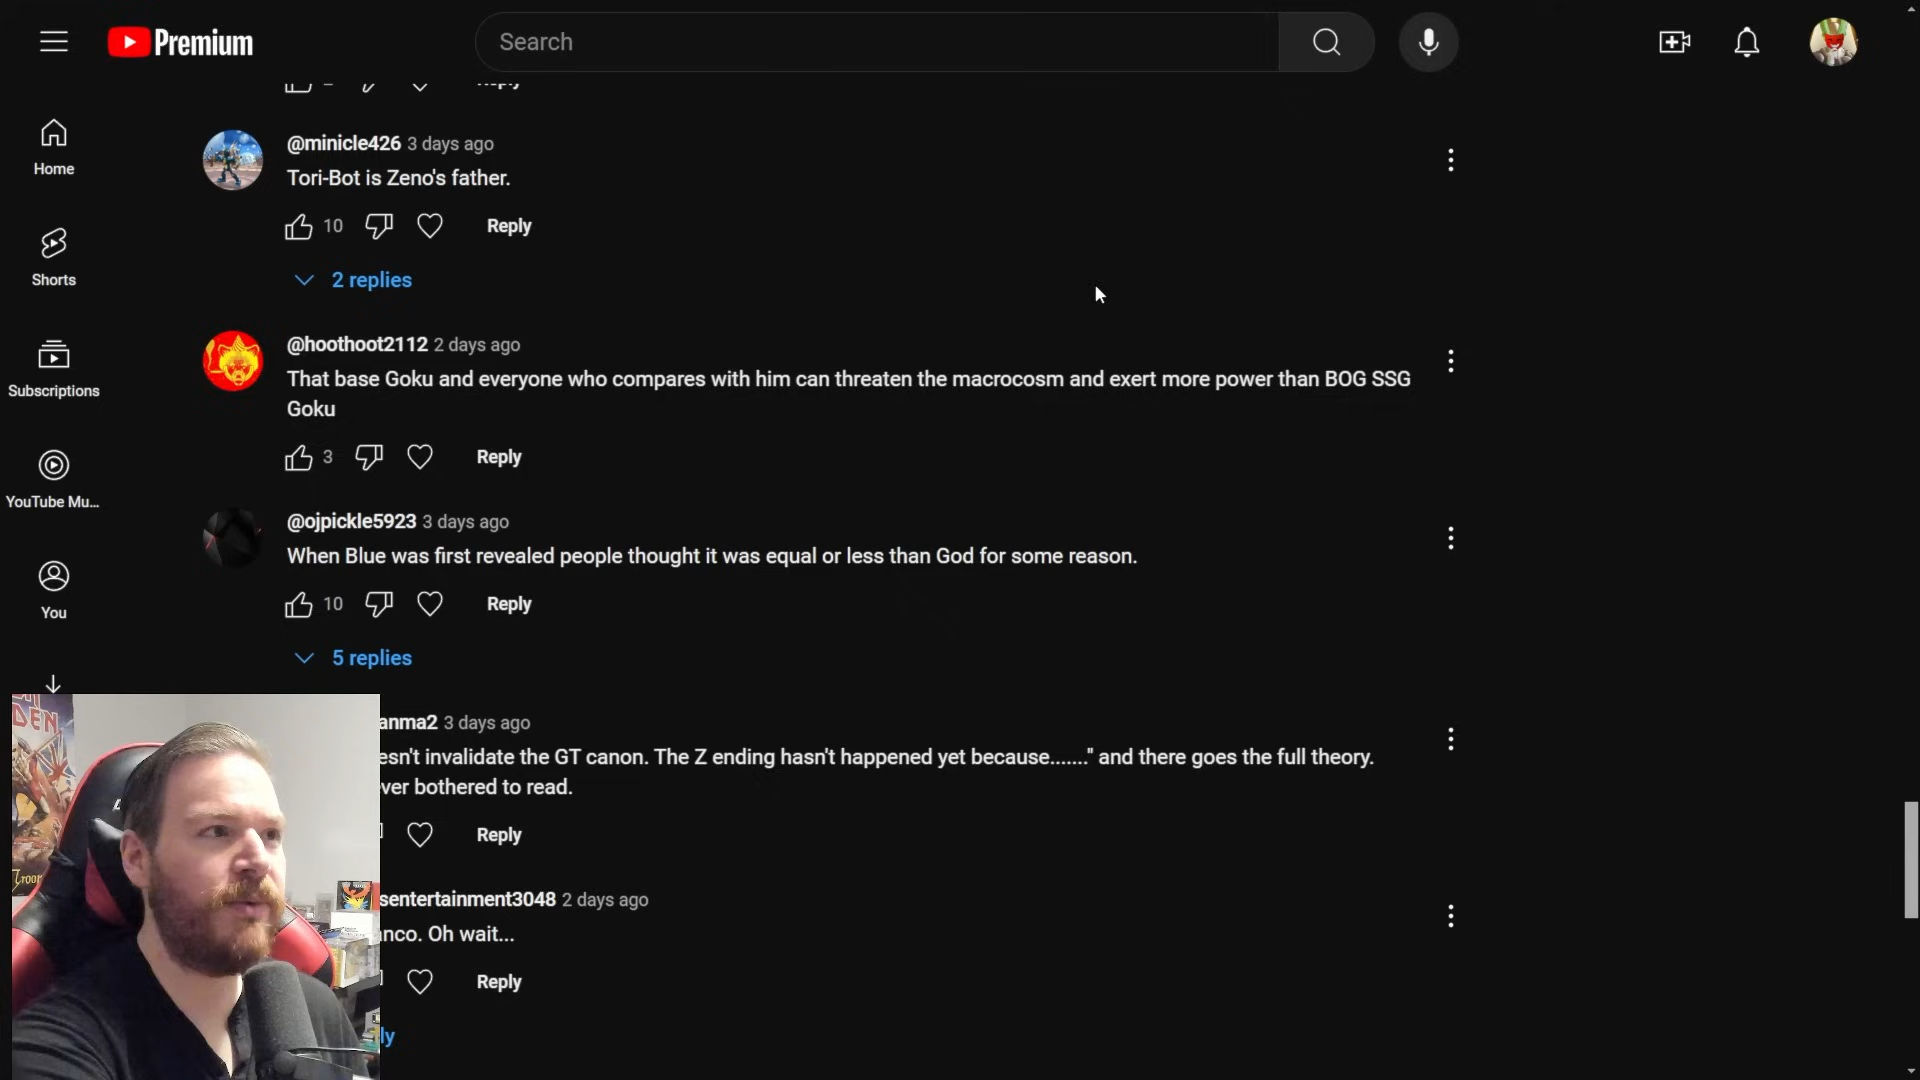 Premium
Search
Reply
@minicle426 3 days ago
Tori-Bot is Zeno's father.
10 Reply
2 replies
@hoothoot2112 2 days ago
That base Goku and everyone who compares with him can threaten the macrocosm and exert more power than BOG SSG
Goku
3 Reply
@ojpickle5923 3 days ago
When Blue was first revealed people thought it was equal or less than God for some reason.
10 Reply
5 replies
anma2 3 days ago
esn't invalidate the GT canon. The Z ending hasn't happened yet because......." and there goes the full theory.
ver bothered to read.
Reply
sentertainment3048 2 days ago
nco. Oh wait...
Reply
ly
Home
Shorts
Subscriptions
YouTube Mu...
You
DEN